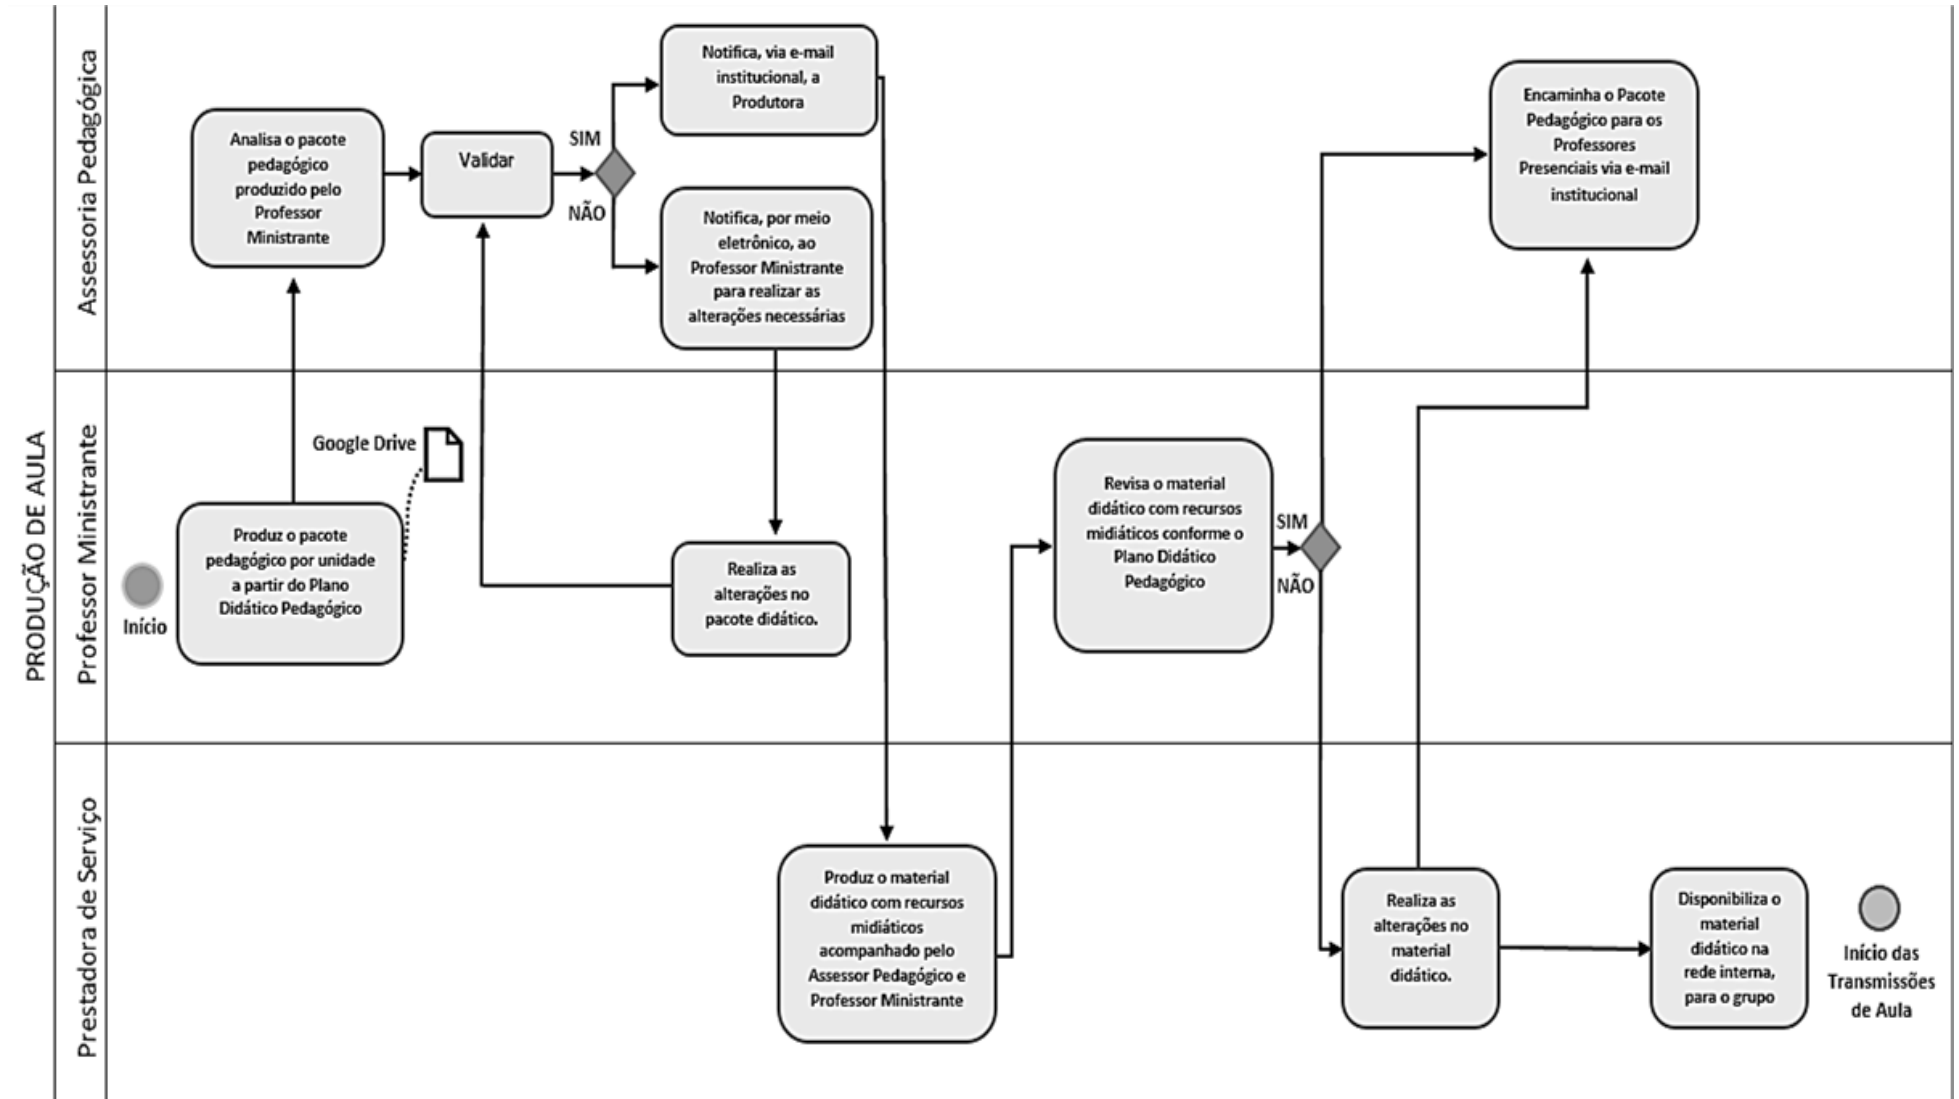 PRODUÇÃO DE AULA
Assessoria Pedagógica
Analisa o pacote
pedagógico
produzido pelo
Professor
Ministrante
Validar
SIM
NÃO
Notifica, via e-mail
institucional, a
Produtora
Notifica, por meio
eletrônico, ao
Professor Ministrante
para realizar as
alterações necessárias
Encaminha o Pacote
Pedagógico para os
Professores
Presenciais via e-mail
institucional
Professor Ministrante
Início
Produz o pacote
pedagógico por unidade
a partir do Plano
Didático Pedagógico
Google Drive
Realiza as
alterações no
pacote didático.
Revisa o material
didático com recursos
midiáticos conforme o
Plano Didático
Pedagógico
SIM
NÃO
Prestadora de Serviço
Produz o material
didático com recursos
midiáticos
acompanhado pelo
Assessor Pedagógico e
Professor Ministrante
Realiza as
alterações no
material
didático.
Disponibiliza o
material
didático na
rede interna,
para o grupo
Início das
Transmissões
de Aula